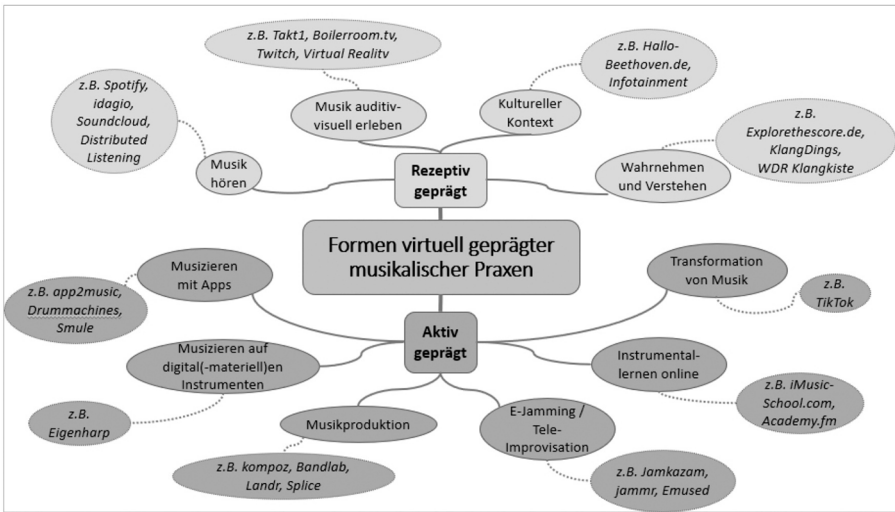 z.B. Takt1, Boilerroom.tv,
Twitch, Virtual Realitv
z.B. Hallo-
Beethoven.de,
Infotainment
z.B. Spotify,
idagio,
Soundcloud,
Distributed
Listening
Musik auditiv-
visuell erleben
Kultureller
Kontext
z.B.
Explorethescore.de,
KlangDings,
WDR Klangkiste
Musik
hören
Rezeptiv
geprägt
Wahrnehmen
und Verstehen
Formen virtuell geprägter
musikalischer Praxen
Musizieren
mit Apps
Transformation
von Musik
z.B. app2music,
Drummachines,
Smule
z.B.
TikTok
Aktiv
geprägt
Musizieren auf
digital(-materiell)en
Instrumenten
Instrumental-
lernen online
z.B.
Eigenharp
Musikproduktion
E-Jamming /
Tele-
Improvisation
z.B. iMusic-
School.com,
Academy.fm
z.B. kompoz, Bandlab,
Landr, Splice
z.B. Jamkazam,
jammr, Emused